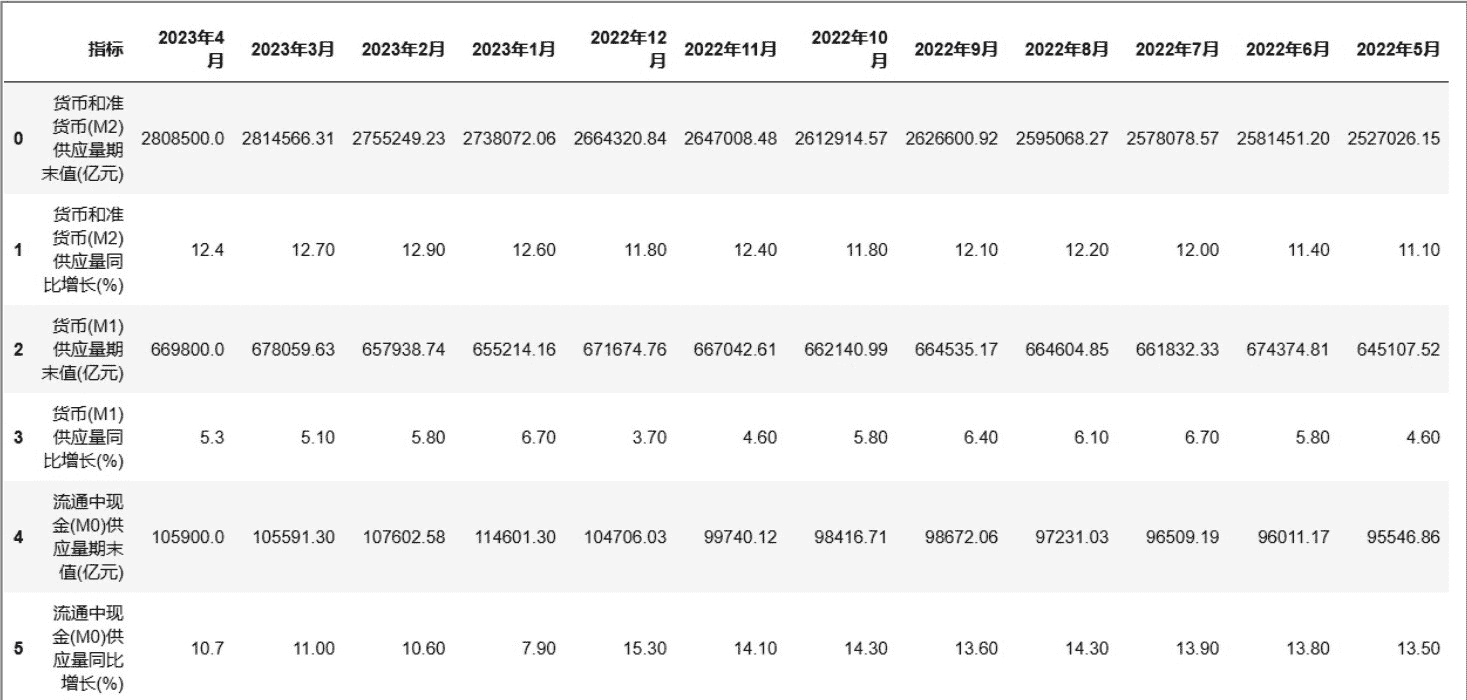 指标 2023年4月 2023年3月 2023年2月 2023年1月 2022年12月 2022年11月 2022年10月 2022年9月 2022年8月 2022年7月 2022年6月 2022年5月
0 货币和准货币(M2)供应量期末值(亿元) 2808500.0 2814566.31 2755249.23 2738072.06 2664320.84 2647008.48 2612914.57 2626600.92 2595068.27 2578078.57 2581451.20 2527026.15
1 货币和准货币(M2)供应量同比增长(%) 12.4 12.70 12.90 12.60 11.80 12.40 11.80 12.10 12.20 12.00 11.40 11.10
2 货币(M1)供应量期末值(亿元) 669800.0 678059.63 657938.74 655214.16 671674.76 667042.61 662140.99 664535.17 664604.85 661832.33 674374.81 645107.52
3 货币(M1)供应量同比增长(%) 5.3 5.10 5.80 6.70 3.70 4.60 5.80 6.40 6.10 6.70 5.80 4.60
4 流通中现金(M0)供应量期末值(亿元) 105900.0 105591.30 107602.58 114601.30 104706.03 99740.12 98416.71 98672.06 97231.03 96509.19 96011.17 95546.86
5 流通中现金(M0)供应量同比增长(%) 10.7 11.00 10.60 7.90 15.30 14.10 14.30 13.60 14.30 13.90 13.80 13.50